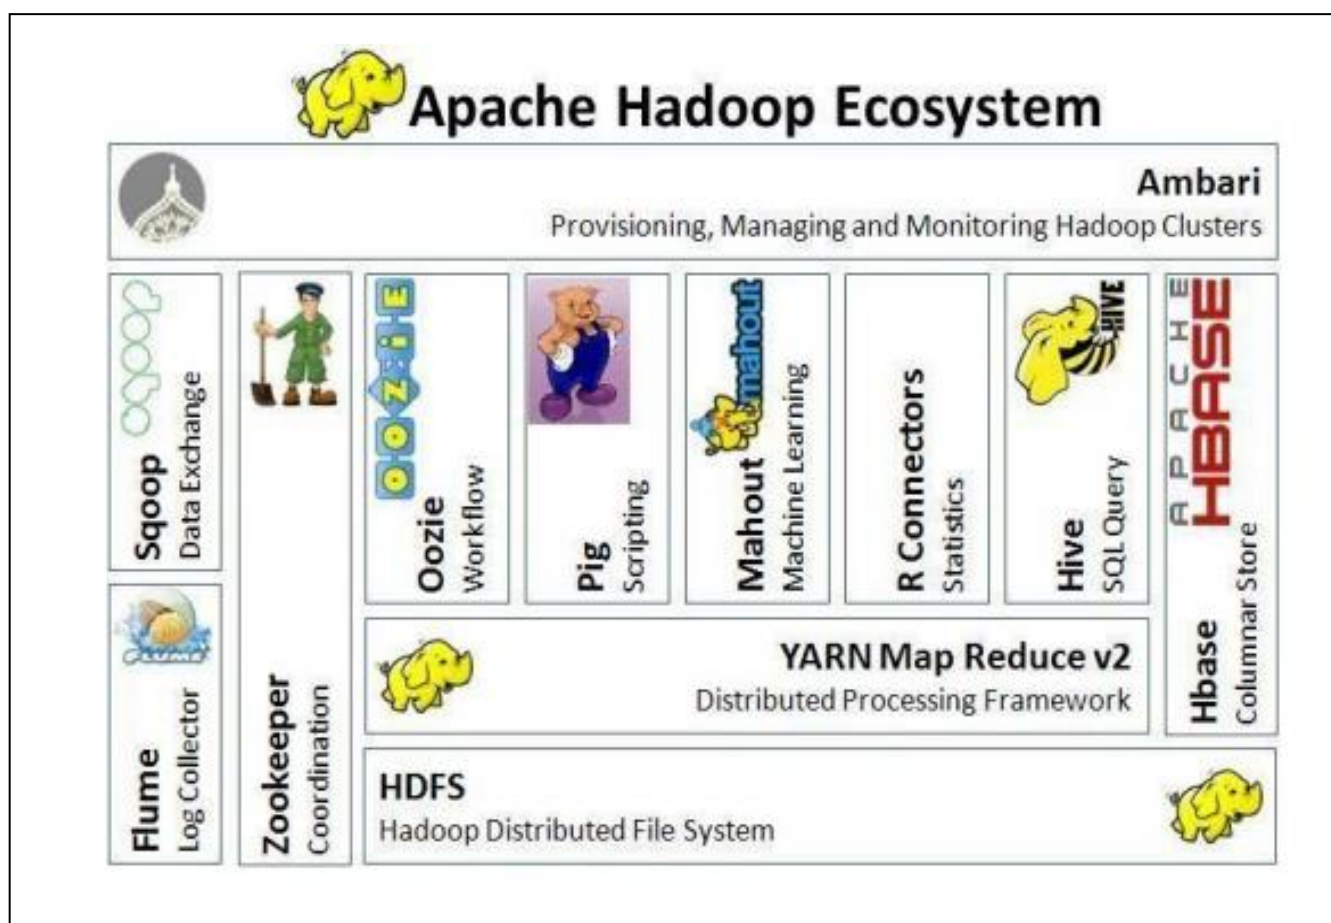 Apache Hadoop Ecosystem
Ambari
Provisioning, Managing and Monitoring Hadoop Clusters
sqoop
Sqoop
Data Exchange
FLUME
Flume
Log Collector
Zookeeper
Coordination
OOZIE
Oozie
Workflow
Pig
Scripting
mahout
Mahout
Machine Learning
R Connectors
Statistics
HIVE
Hive
SQL Query
APACHE
HBASE
Hbase
Columnar Store
YARN Map Reduce v2
Distributed Processing Framework
HDFS
Hadoop Distributed File System